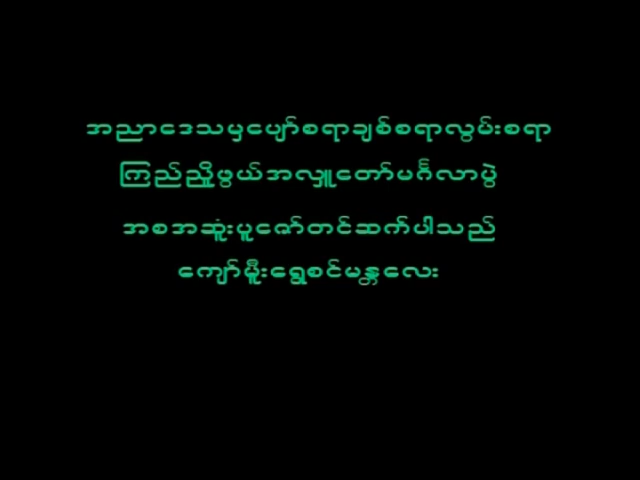 အညာဒေသမှပျော်စရာချစ်စရာလွမ်းစရာ
ကြည်ညိူဖွယ်အလှူတော်မင်္ဂလာပွဲ
အစအဆူံးပူဇော်တင်ဆက်ပါသည်
ကျော်မိူးရွှေစင်မန္တလေး